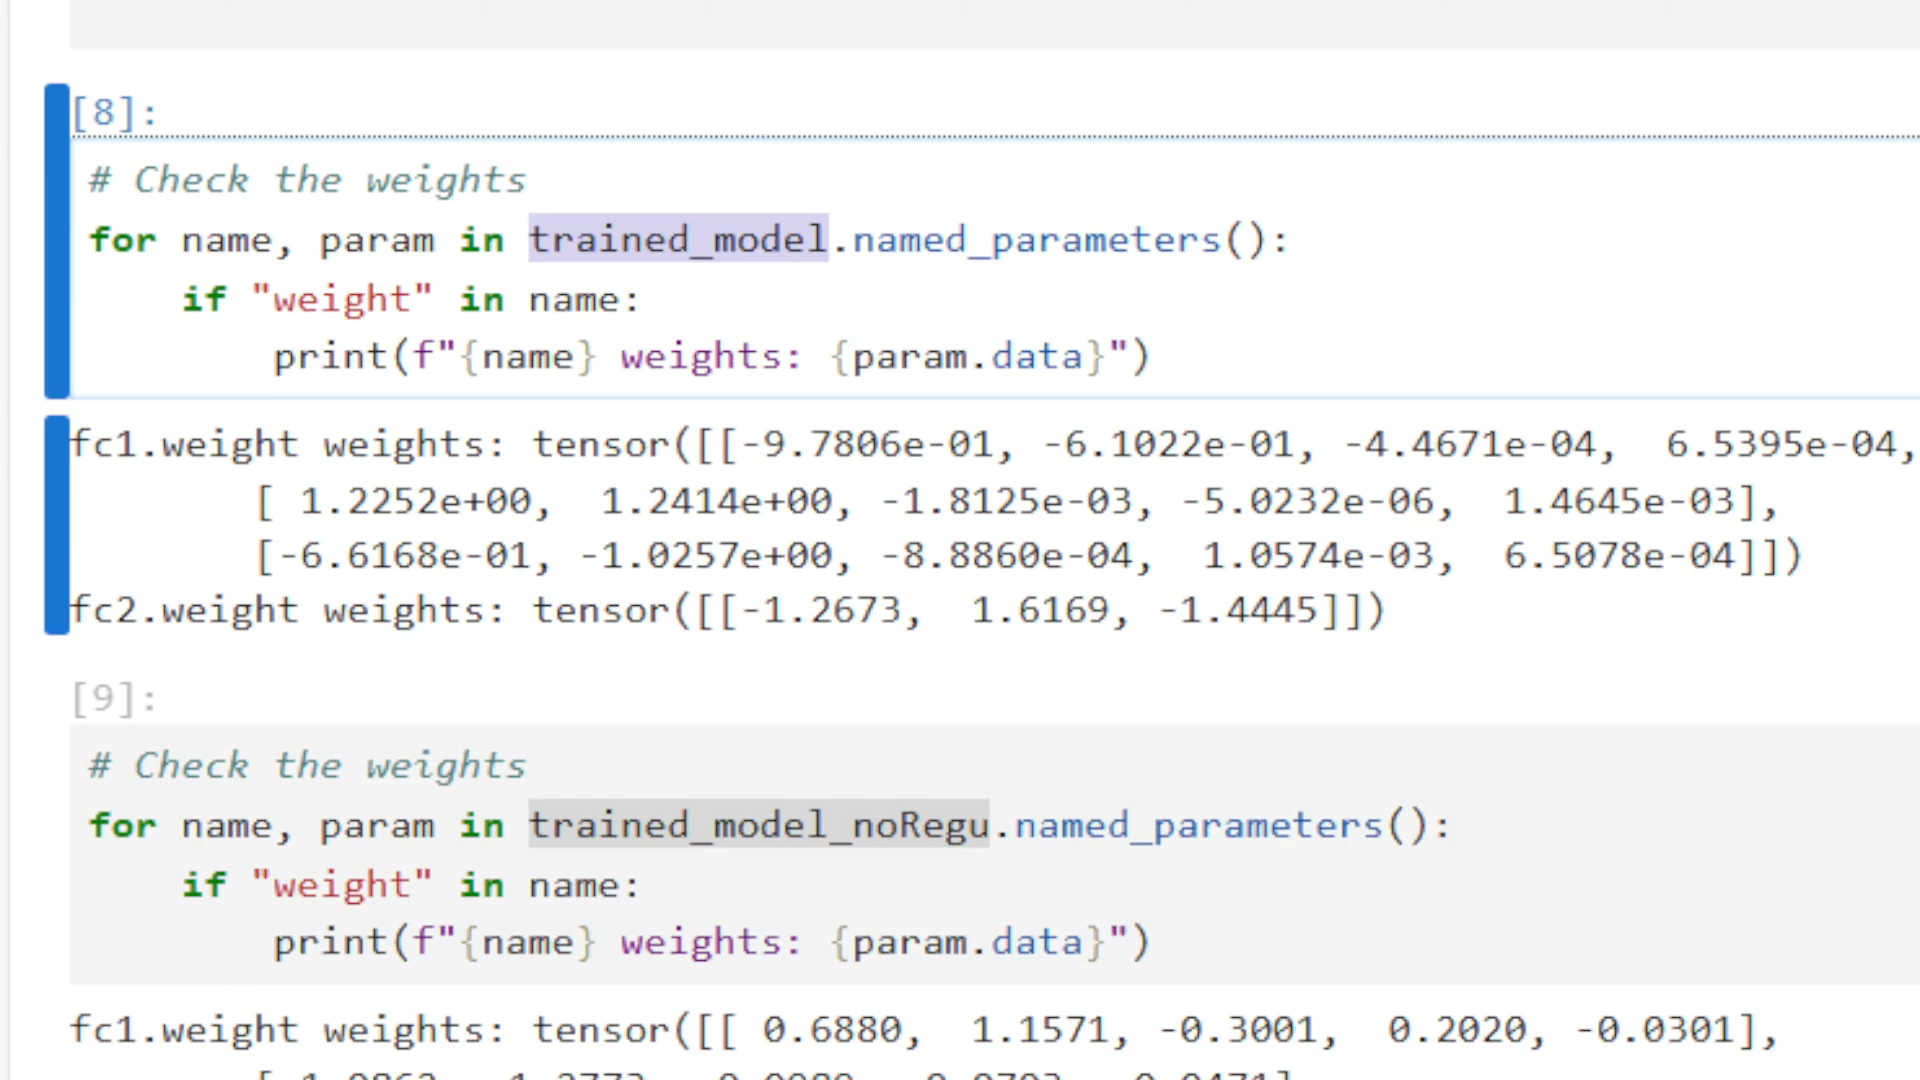 [8]:
# Check the weights
for name, param in trained_model.named_parameters():
    if "weight" in name:
        print(f"{name} weights: {param.data}")
fc1.weight weights: tensor([[-9.7806e-01, -6.1022e-01, -4.4671e-04,  6.5395e-04,
        [ 1.2252e+00,  1.2414e+00, -1.8125e-03, -5.0232e-06,  1.4645e-03],
        [-6.6168e-01, -1.0257e+00, -8.8860e-04,  1.0574e-03,  6.5078e-04]])
fc2.weight weights: tensor([[-1.2673,  1.6169, -1.4445]])
[9]:
# Check the weights
for name, param in trained_model_noRegu.named_parameters():
    if "weight" in name:
        print(f"{name} weights: {param.data}")
fc1.weight weights: tensor([[ 0.6880,  1.1571, -0.3001,  0.2020, -0.0301],